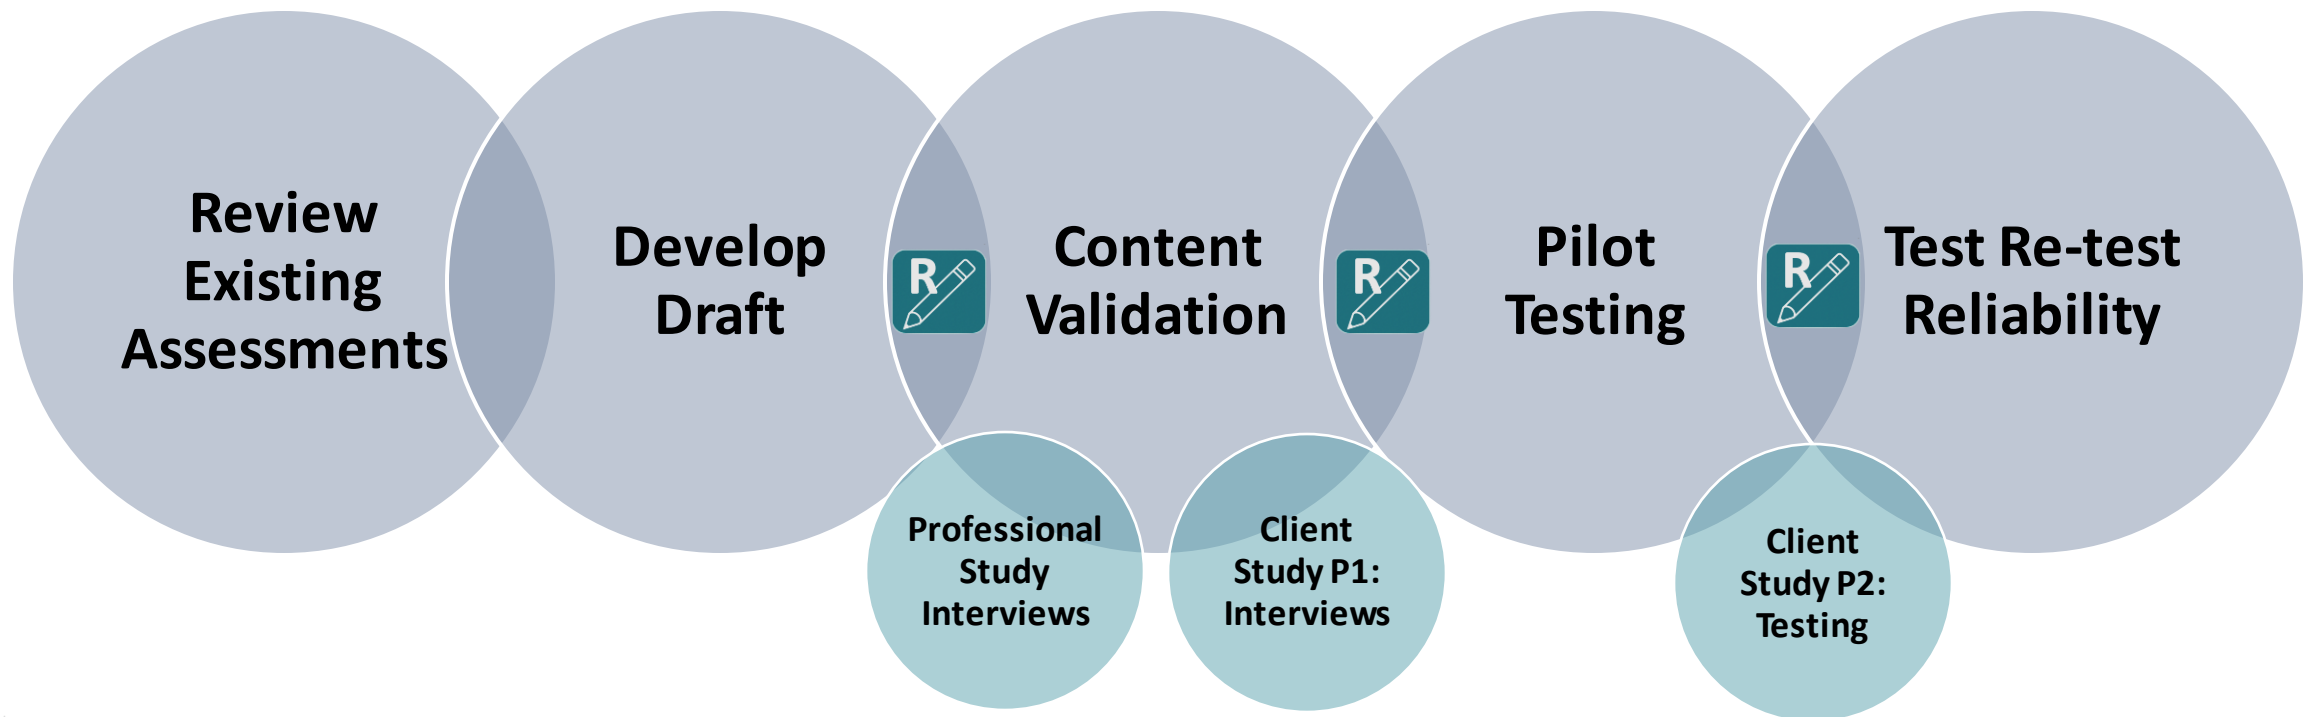 Review
Existing
Assessments
Develop
Draft
R
Content
Validation
R
Pilot
Testing
R
Test Re-test
Reliability
Professional
Study
Interviews
Client
Study P1:
Interviews
Client
Study P2:
Testing